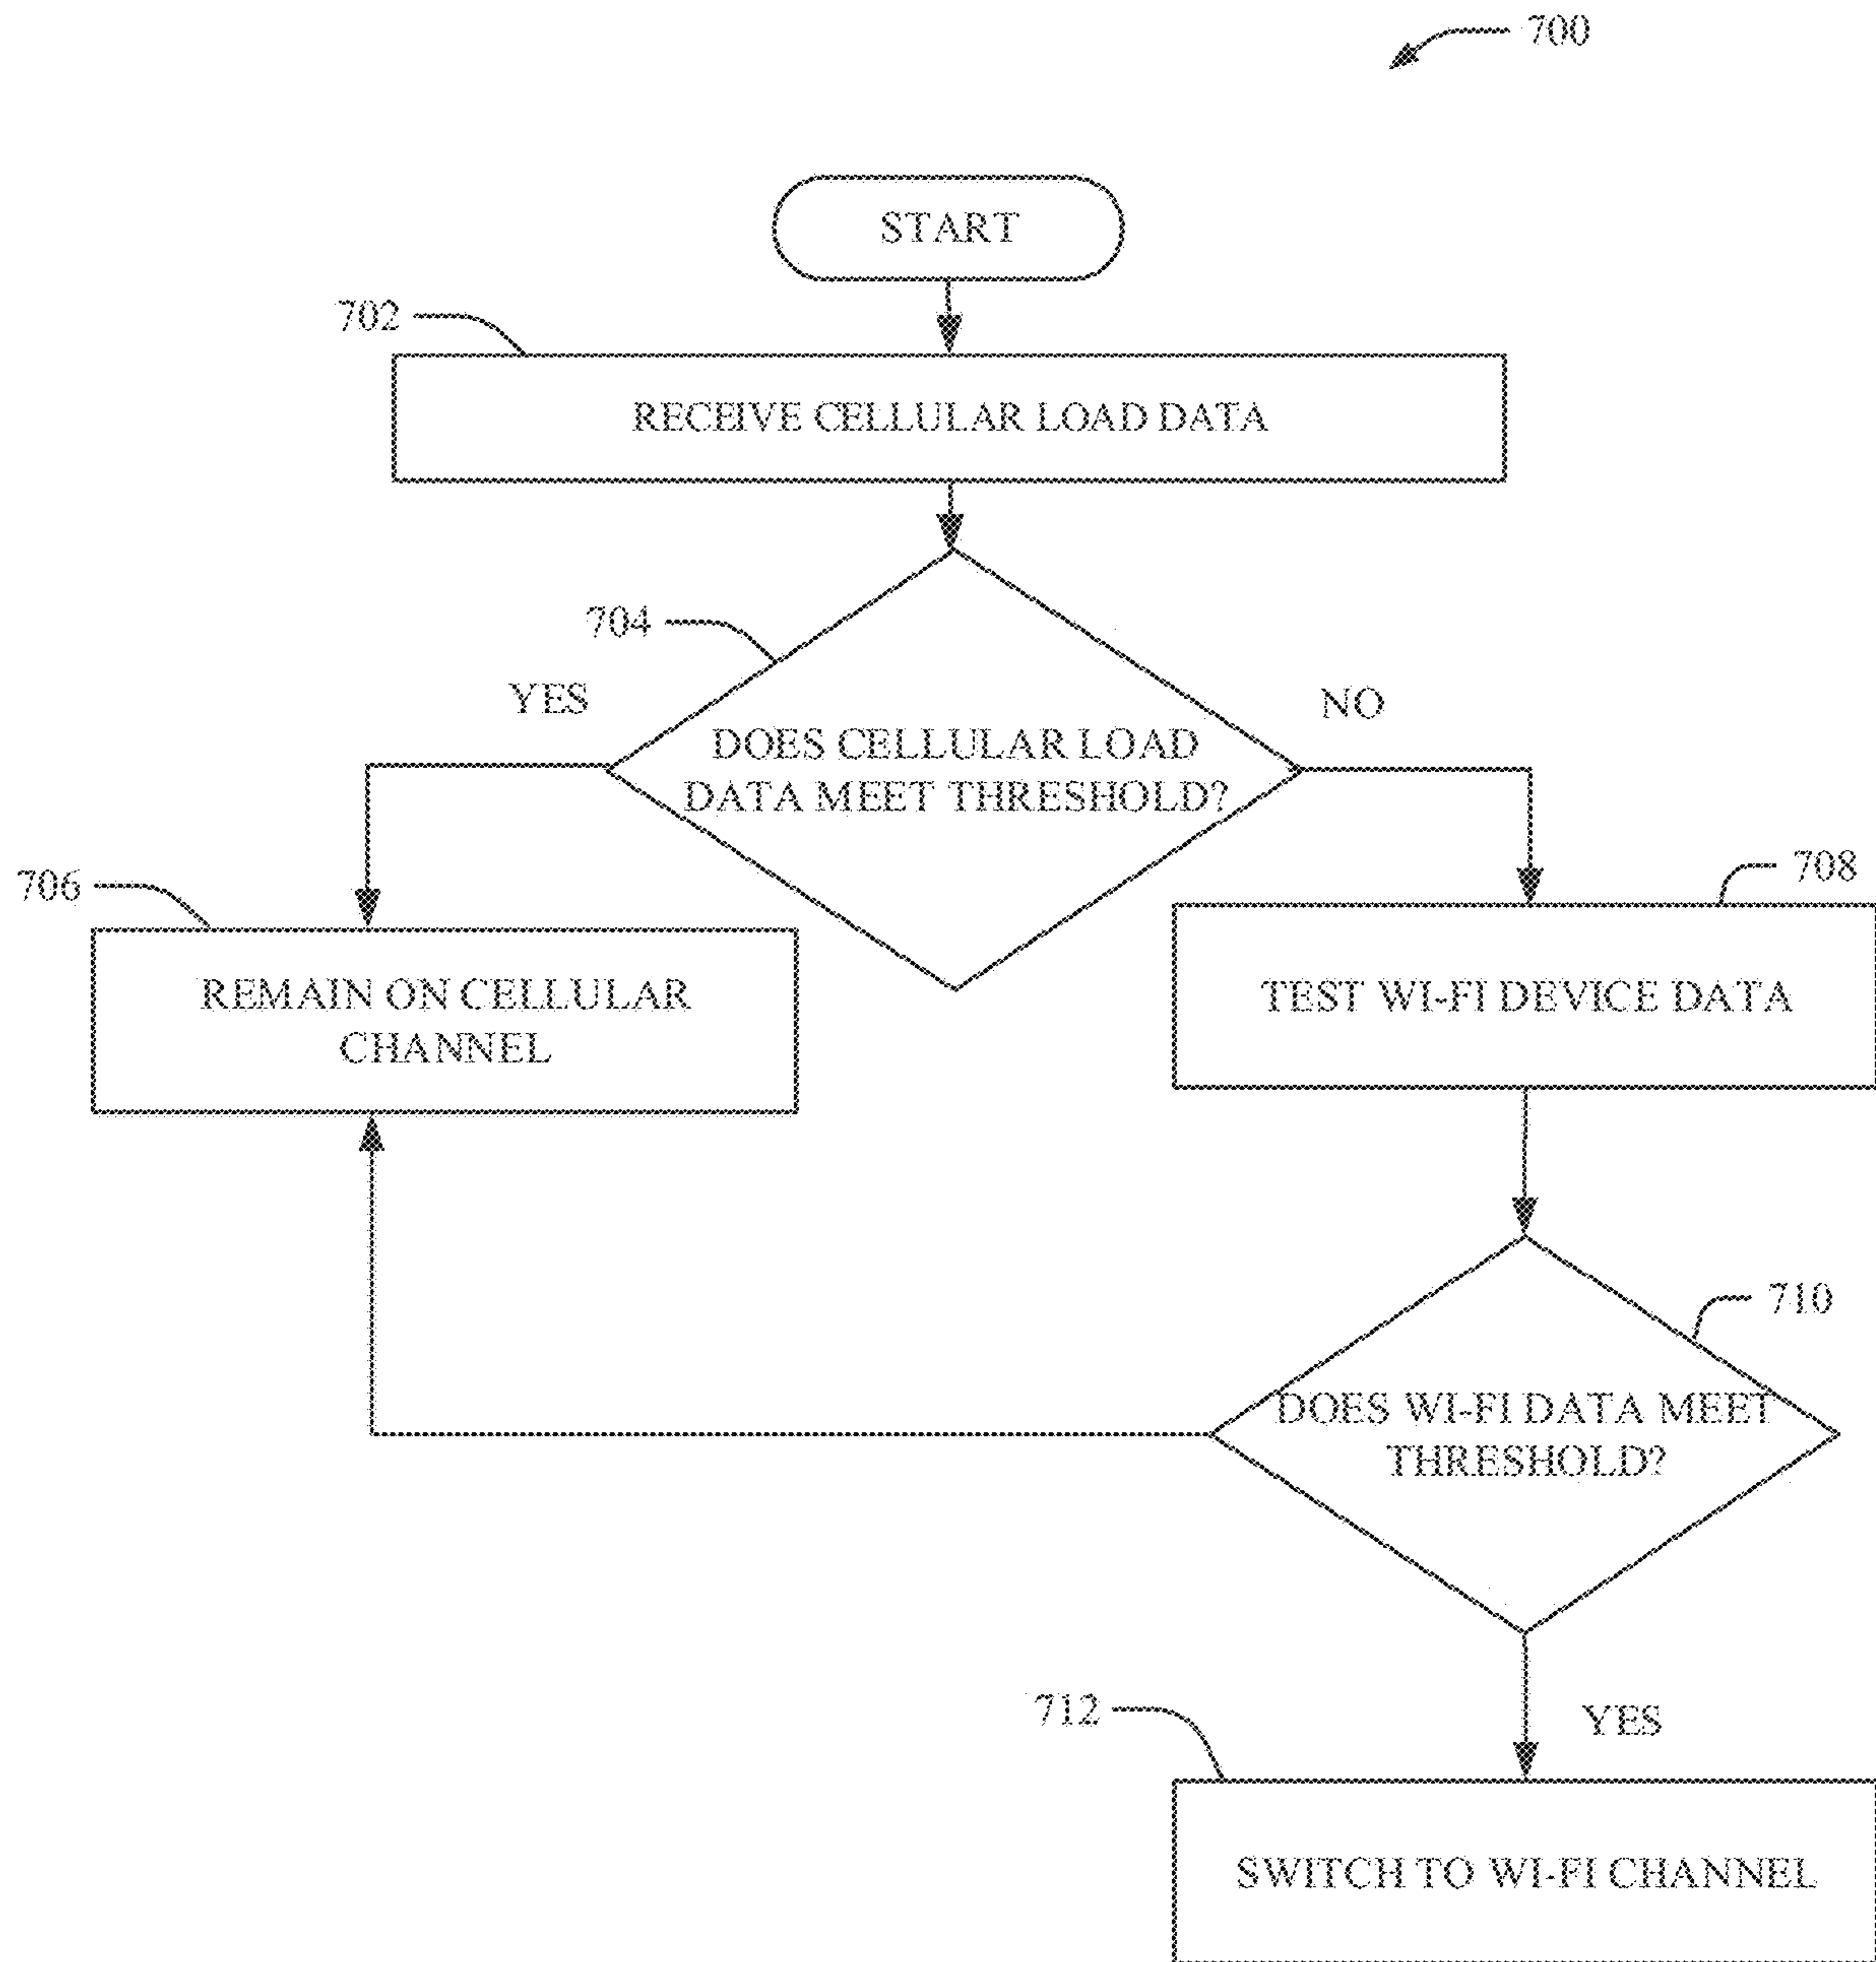 700
START
702
RECEIVE CELLULAR LOAD DATA
704
YES
NO
DOES CELLULAR LOAD
DATA MEET THRESHOLD?
706
708
REMAIN ON CELLULAR
CHANNEL
TEST WI-FI DEVICE DATA
710
DOES WI-FI DATA MEET
THRESHOLD?
712
YES
SWITCH TO WI-FI CHANNEL